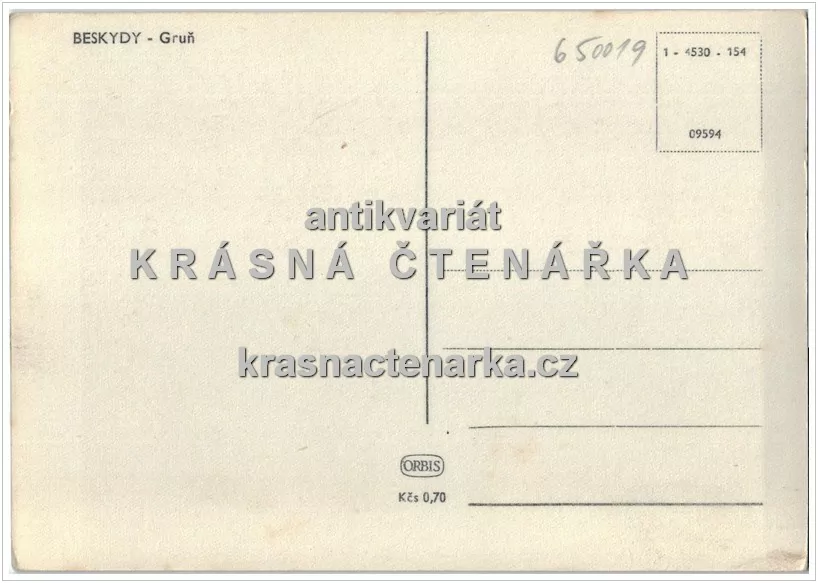 BESKYDY - Gruň
650019
1 - 4530 - 154
09594
antikvariát
KRÁSNÁ ČTENÁŘKA
krasnactenarka.cz
ORBIS
Kčs 0,70